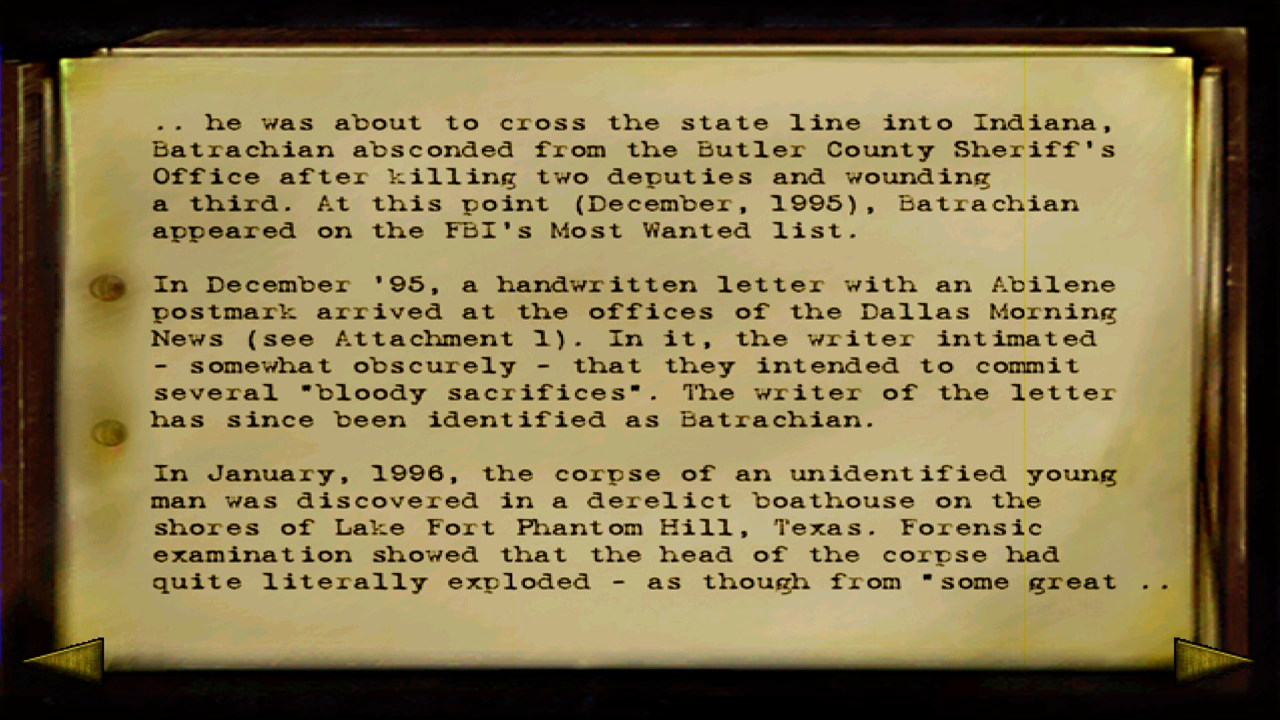 .. he was about to cross the state line into Indiana,
Batrachian absconded from the Butler County Sheriff's
Office after killing two deputies and wounding
a third. At this point (December, 1995), Batrachian
appeared on the FBI's Most Wanted list.
In December '95, a handwritten letter with an Abilene
postmark arrived at the offices of the Dallas Morning
News (see Attachment 1). In it, the writer intimated
- somewhat obscurely - that they intended to commit
several "bloody sacrifices". The writer of the letter
has since been identified as Batrachian.
In January, 1996, the corpse of an unidentified young
man was discovered in a derelict boathouse on the
shores of Lake Fort Phantom Hill, Texas. Forensic
examination showed that the head of the corpse had
quite literally exploded - as though from "some great ..